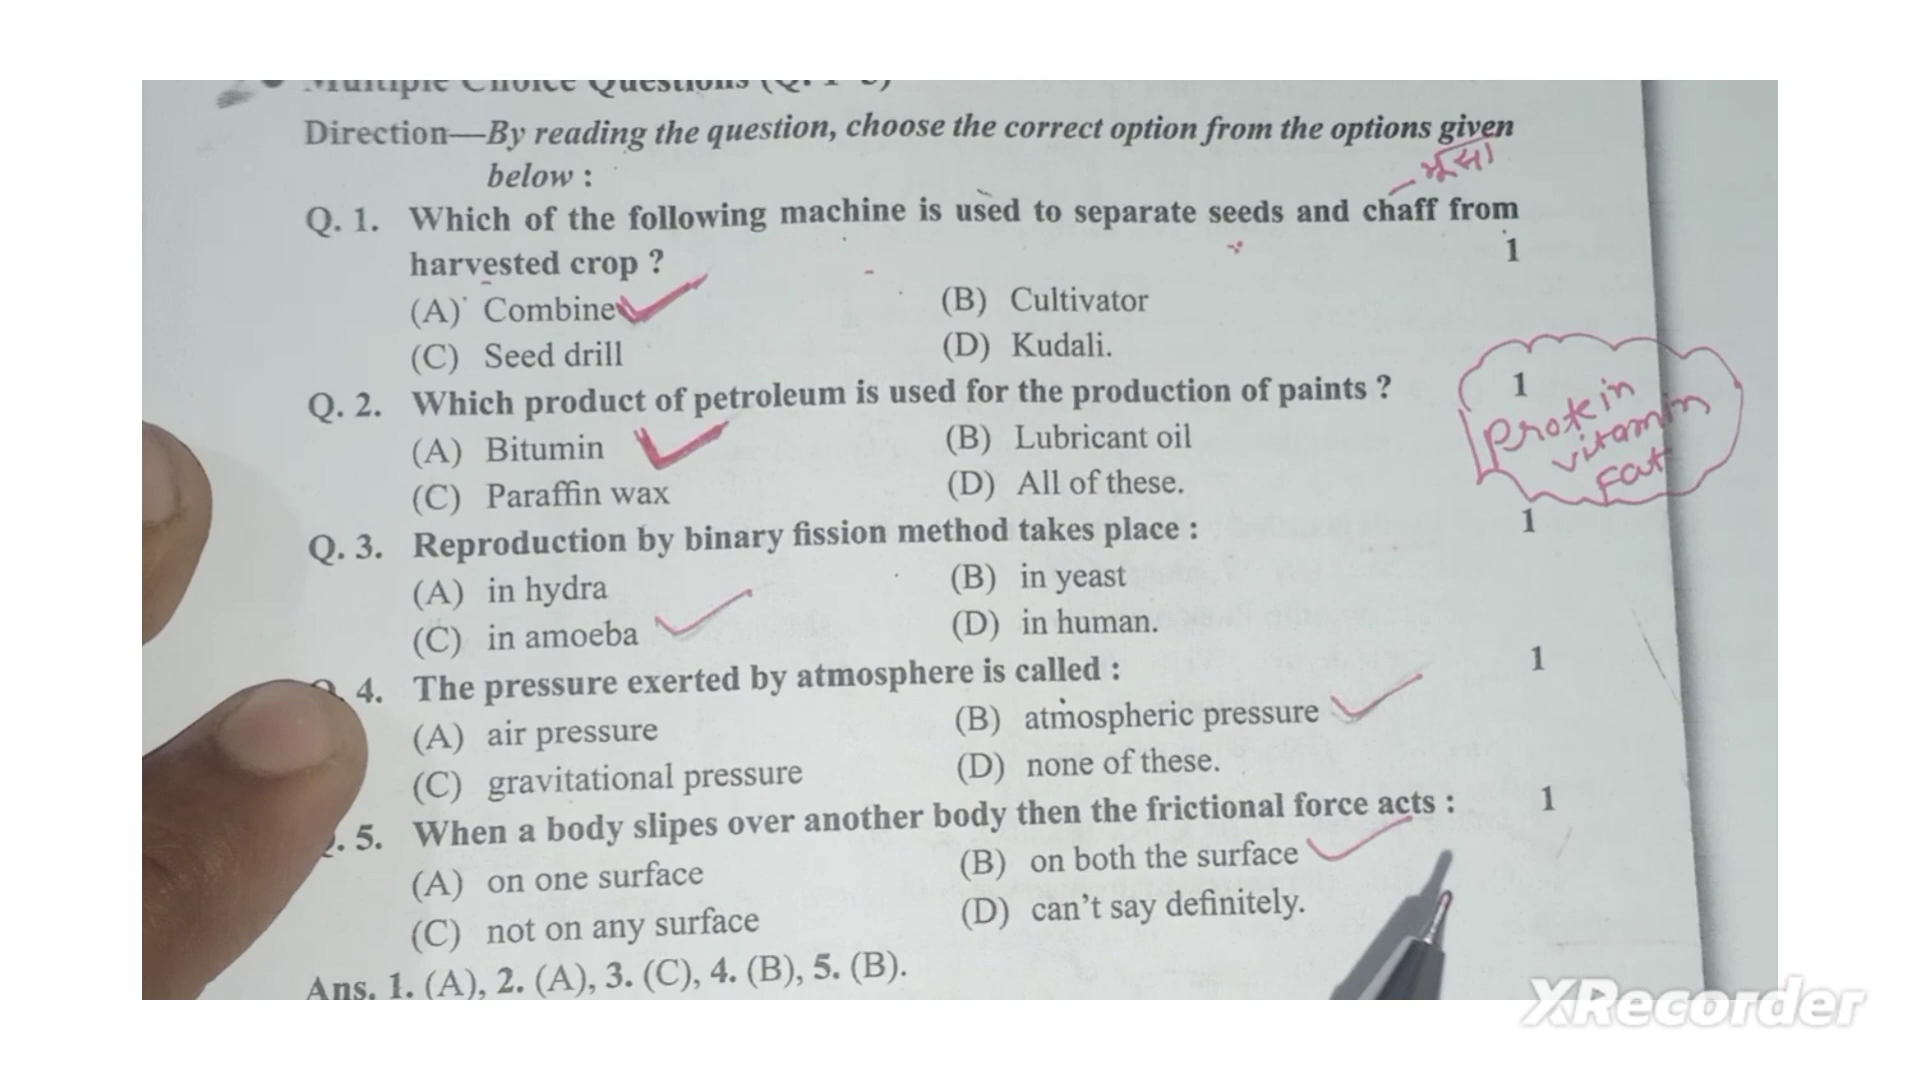 Multiple Choice Questions (Q. 1-5)
Direction—By reading the question, choose the correct option from the options given
below :
Q. 1. Which of the following machine is used to separate seeds and chaff from
harvested crop ? 1
(A) Combine (B) Cultivator
(C) Seed drill (D) Kudali.
Q. 2. Which product of petroleum is used for the production of paints ? 1
(A) Bitumin (B) Lubricant oil
(C) Paraffin wax (D) All of these.
protein
vitamin
Fat
Q. 3. Reproduction by binary fission method takes place : 1
(A) in hydra (B) in yeast
(C) in amoeba (D) in human.
4. The pressure exerted by atmosphere is called : 1
(A) air pressure (B) atmospheric pressure
(C) gravitational pressure (D) none of these.
. 5. When a body slipes over another body then the frictional force acts : 1
(A) on one surface (B) on both the surface
(C) not on any surface (D) can't say definitely.
Ans. 1. (A), 2. (A), 3. (C), 4. (B), 5. (B).
XRecorder